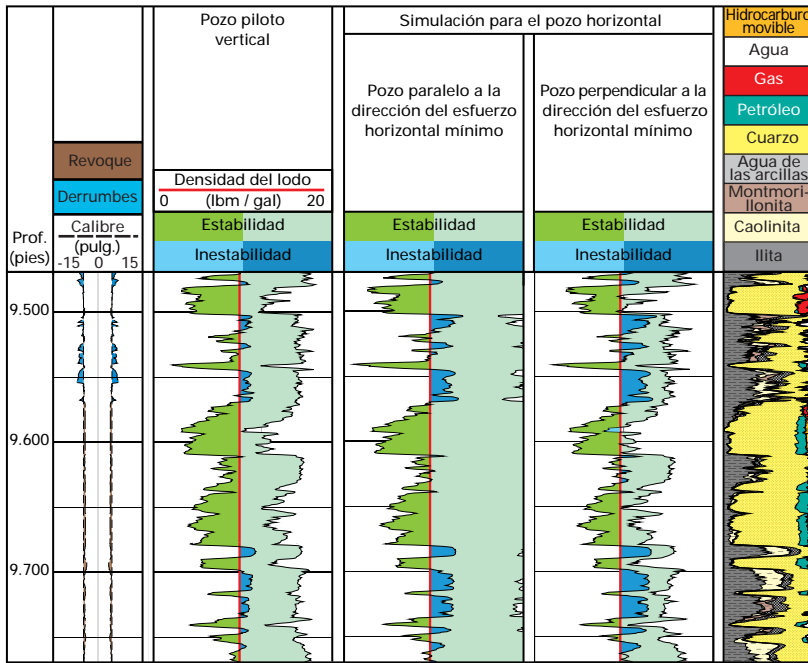 Pozo piloto
vertical
Simulación para el pozo horizontal
Pozo paralelo a la
dirección del esfuerzo
horizontal mínimo
Pozo perpendicular a la
dirección del esfuerzo
horizontal mínimo
Hidrocarburo
movible
Agua
Gas
Petróleo
Cuarzo
Agua de
las arcillas
Montmori-
llonita
Caolinita
Ilita
Revoque
Derrumbes
Calibre
(pulg.)
-15 0 15
Prof.
(pies)
Densidad del lodo
0 (lbm / gal) 20
Estabilidad
Inestabilidad
Estabilidad
Inestabilidad
Estabilidad
Inestabilidad
9.500
9.600
9.700